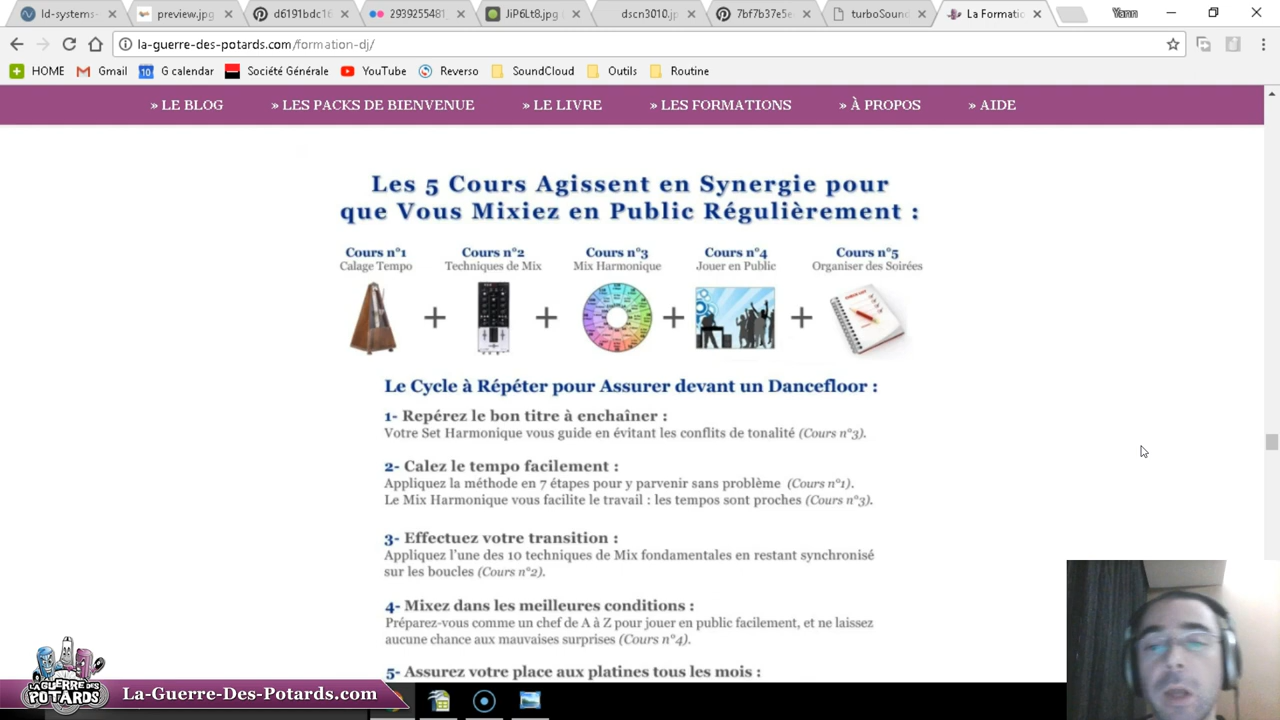 ld-systems-
preview.jpg
d6191bdc16
2939255481_
JiP6Lt8.jpg
dscn3010.jp
7bf7b37e5e
turboSound
La Formatio
Yann
la-guerre-des-potards.com/formation-dj/
HOME
Gmail
G calendar
Société Générale
YouTube
Reverso
SoundCloud
Outils
Routine
» LE BLOG
» LES PACKS DE BIENVENUE
» LE LIVRE
» LES FORMATIONS
» À PROPOS
» AIDE
Les 5 Cours Agissent en Synergie pour
que Vous Mixiez en Public Régulièrement :
Cours n°1
Calage Tempo
Cours n°2
Techniques de Mix
Cours n°3
Mix Harmonique
Cours n°4
Jouer en Public
Cours n°5
Organiser des Soirées
+ + + +
Le Cycle à Répéter pour Assurer devant un Dancefloor :
1- Repérez le bon titre à enchaîner :
Votre Set Harmonique vous guide en évitant les conflits de tonalité (Cours n°3).
2- Calez le tempo facilement :
Appliquez la méthode en 7 étapes pour y parvenir sans problème (Cours n°1).
Le Mix Harmonique vous facilite le travail : les tempos sont proches (Cours n°3).
3- Effectuez votre transition :
Appliquez l'une des 10 techniques de Mix fondamentales en restant synchronisé
sur les boucles (Cours n°2).
4- Mixez dans les meilleures conditions :
Préparez-vous comme un chef de A à Z pour jouer en public facilement, et ne laissez
aucune chance aux mauvaises surprises (Cours n°4).
5- Assurez votre place aux platines tous les mois :
LA GUERRE DES
POTARDS
La-Guerre-Des-Potards.com